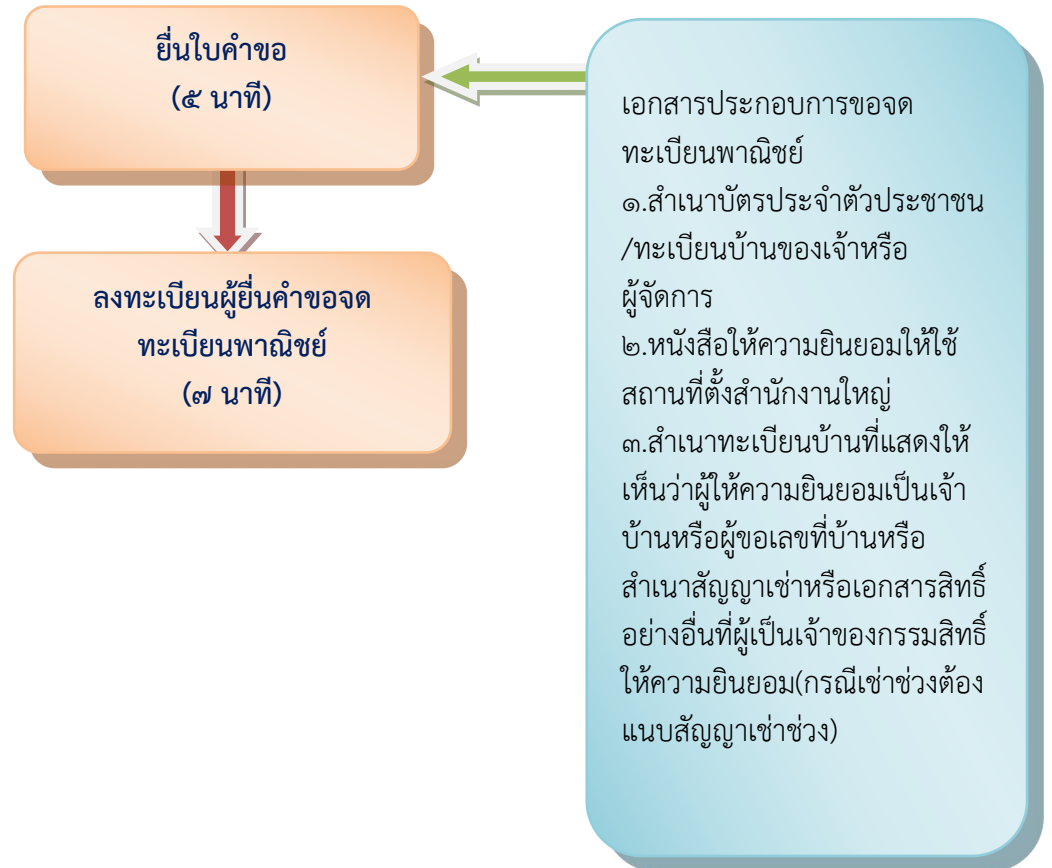 ยื่นใบคำขอ
(๕ นาที)
ลงทะเบียนผู้ยื่นคำขอจด
ทะเบียนพาณิชย์
(๗ นาที)
เอกสารประกอบการขอจด
ทะเบียนพาณิชย์
๑.สำเนาบัตรประจำตัวประชาชน
/ทะเบียนบ้านของเจ้าหรือ
ผู้จัดการ
๒.หนังสือให้ความยินยอมให้ใช้
สถานที่ตั้งสำนักงานใหญ่
๓.สำเนาทะเบียนบ้านที่แสดงให้
เห็นว่าผู้ให้ความยินยอมเป็นเจ้า
บ้านหรือผู้ขอเลขที่บ้านหรือ
สำเนาสัญญาเช่าหรือเอกสารสิทธิ์
อย่างอื่นที่ผู้เป็นเจ้าของกรรมสิทธิ์
ให้ความยินยอม(กรณีเช่าช่วงต้อง
แนบสัญญาเช่าช่วง)